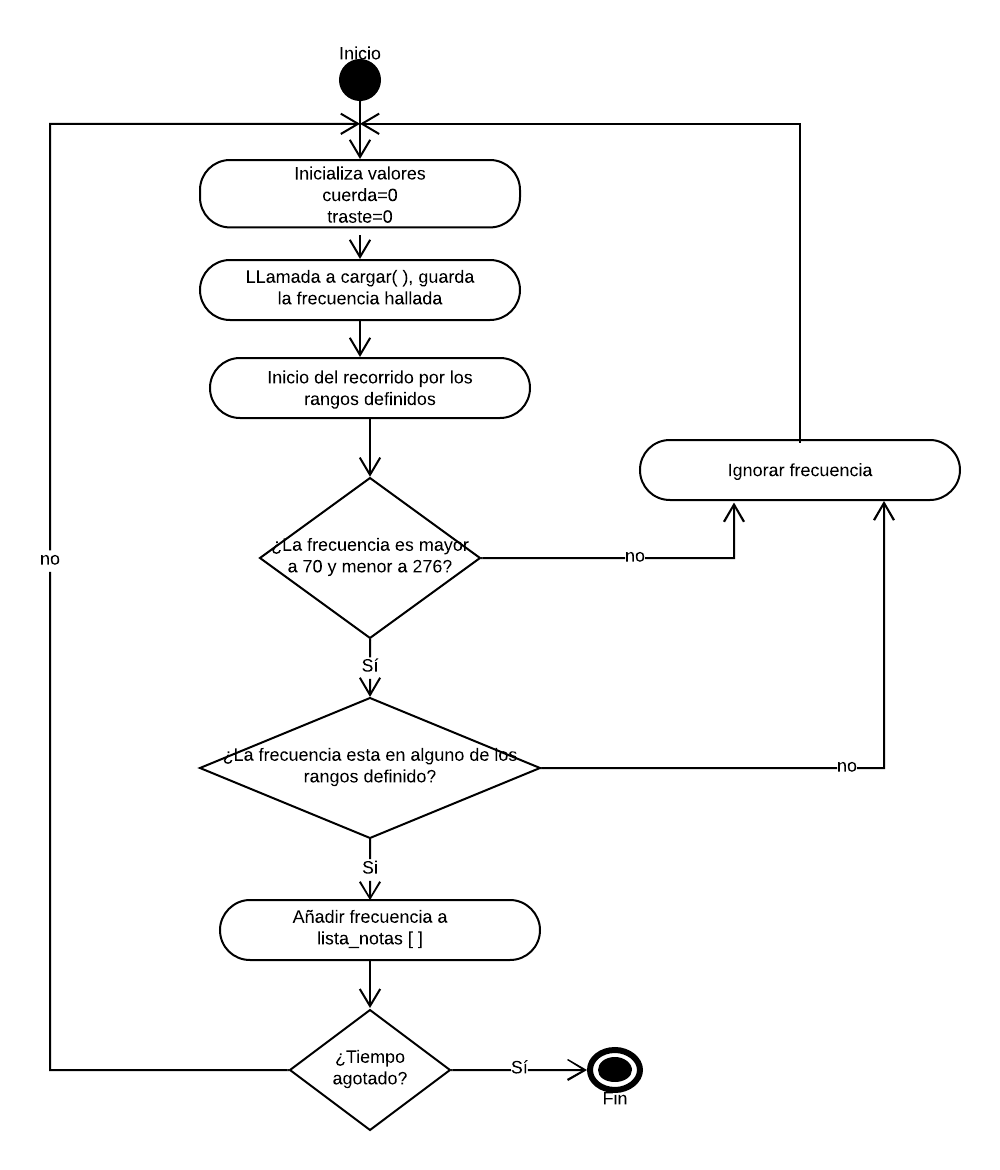 Inicio
Inicializa valores
cuerda=0
traste=0
LLamada a cargar( ), guarda
la frecuencia hallada
Inicio del recorrido por los
rangos definidos
Ignorar frecuencia
¿La frecuencia es mayor
a 70 y menor a 276?
no
no
Sí
¿La frecuencia esta en alguno de los
rangos definido?
no
Si
Añadir frecuencia a
lista_notas [ ]
¿Tiempo
agotado?
Sí
Fin